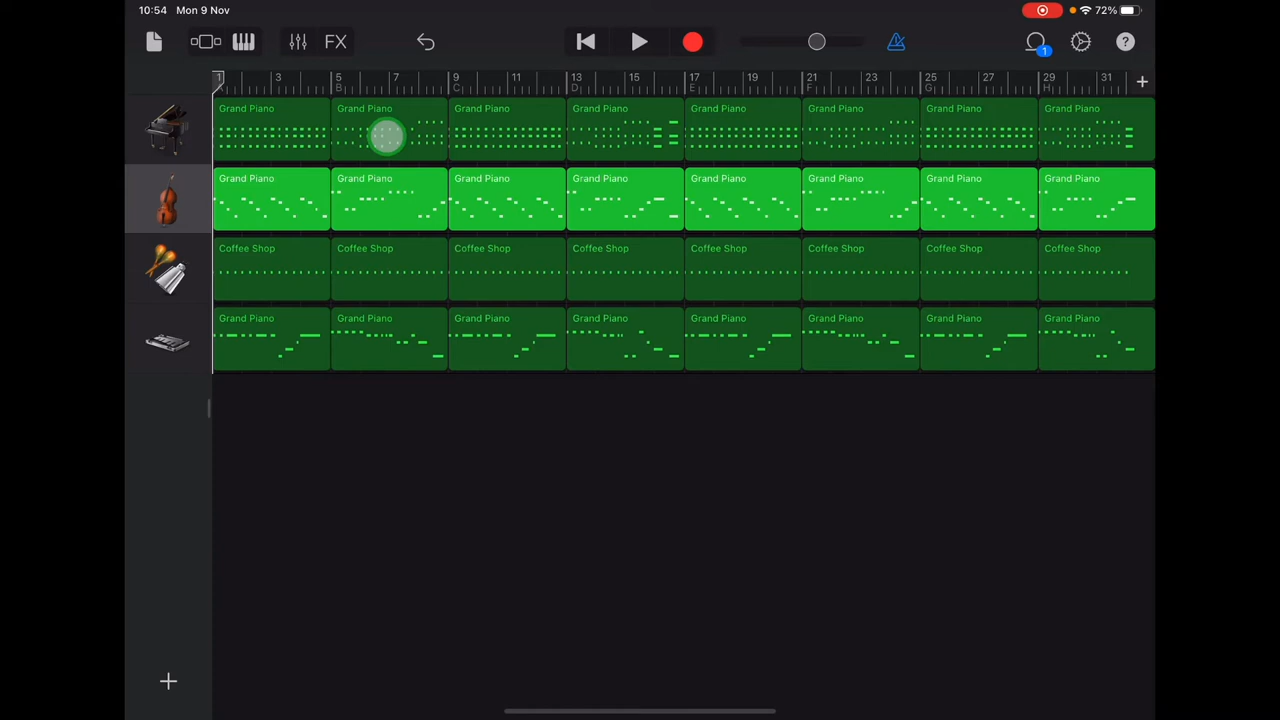 10:54 Mon 9 Nov 72%
FX 1 ?
1 3 5 7 9 11 13 15 17 19 21 23 25 27 29 31 +
A B C D E F G H
Grand Piano Grand Piano Grand Piano Grand Piano Grand Piano Grand Piano Grand Piano Grand Piano
Grand Piano Grand Piano Grand Piano Grand Piano Grand Piano Grand Piano Grand Piano Grand Piano
Coffee Shop Coffee Shop Coffee Shop Coffee Shop Coffee Shop Coffee Shop Coffee Shop Coffee Shop
Grand Piano Grand Piano Grand Piano Grand Piano Grand Piano Grand Piano Grand Piano Grand Piano
+